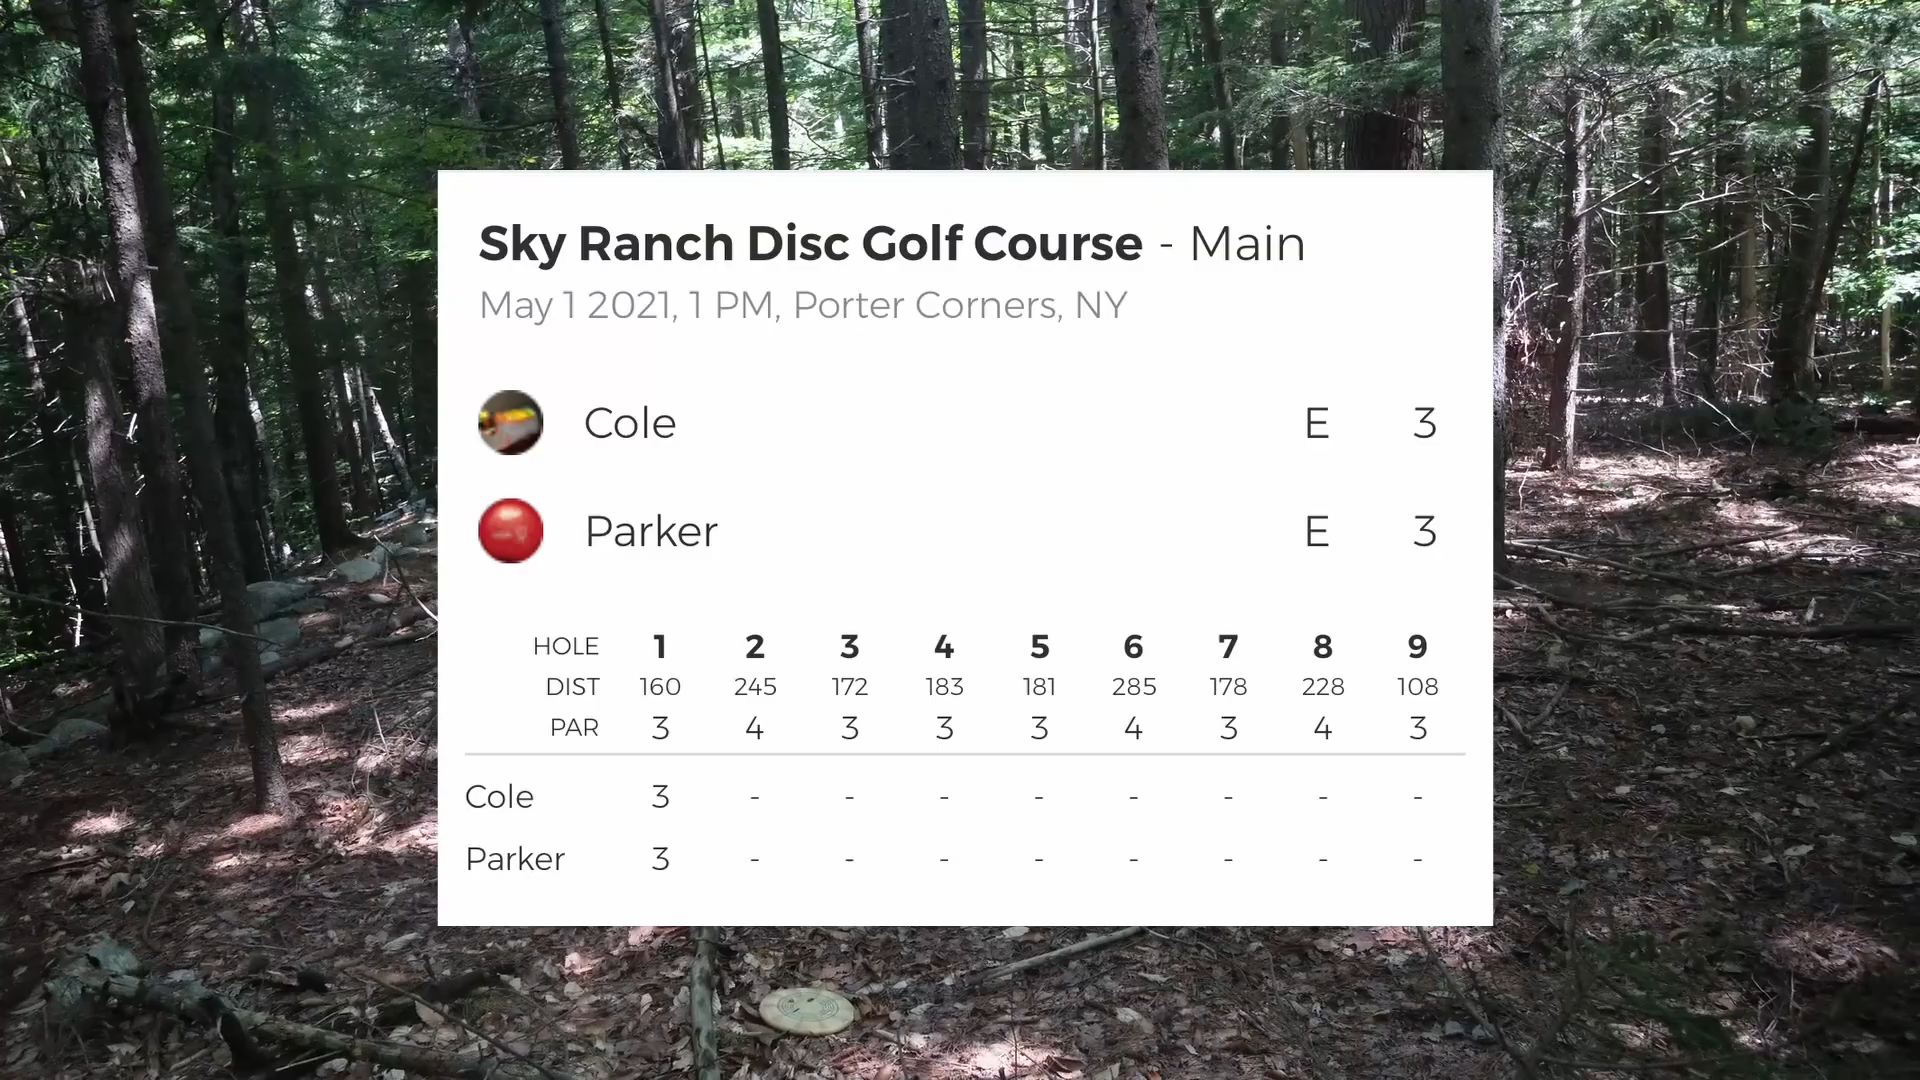 Sky Ranch Disc Golf Course - Main
May 1 2021, 1 PM, Porter Corners, NY
Cole E 3
Parker E 3
HOLE 1 2 3 4 5 6 7 8 9
DIST 160 245 172 183 181 285 178 228 108
PAR 3 4 3 3 3 4 3 4 3
Cole 3 - - - - - - - -
Parker 3 - - - - - - - -